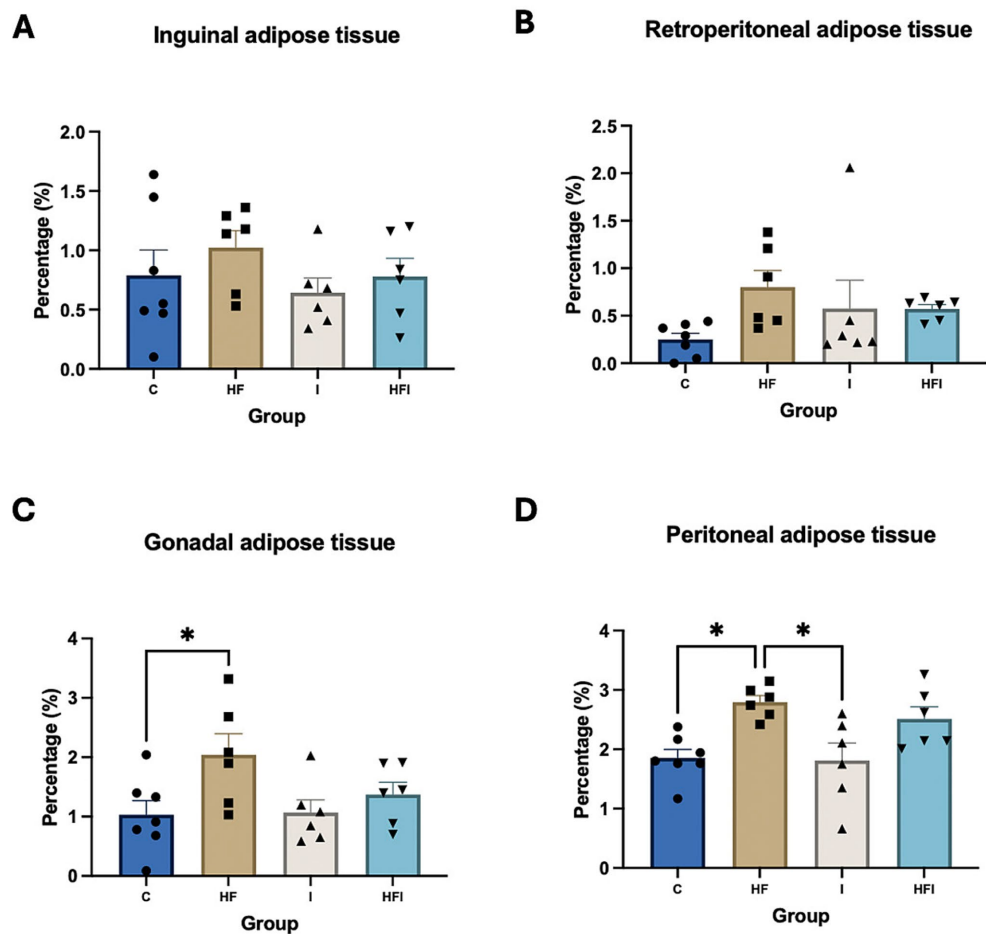 A
Inguinal adipose tissue
Percentage (%)
2.0
1.5
1.0
0.5
0.0
C HF I HFI
Group
B
Retroperitoneal adipose tissue
Percentage (%)
2.5
2.0
1.5
1.0
0.5
0.0
C HF I HFI
Group
C
Gonadal adipose tissue
Percentage (%)
4
3
2
1
0
*
C HF I HFI
Group
D
Peritoneal adipose tissue
Percentage (%)
4
3
2
1
0
* *
C HF I HFI
Group